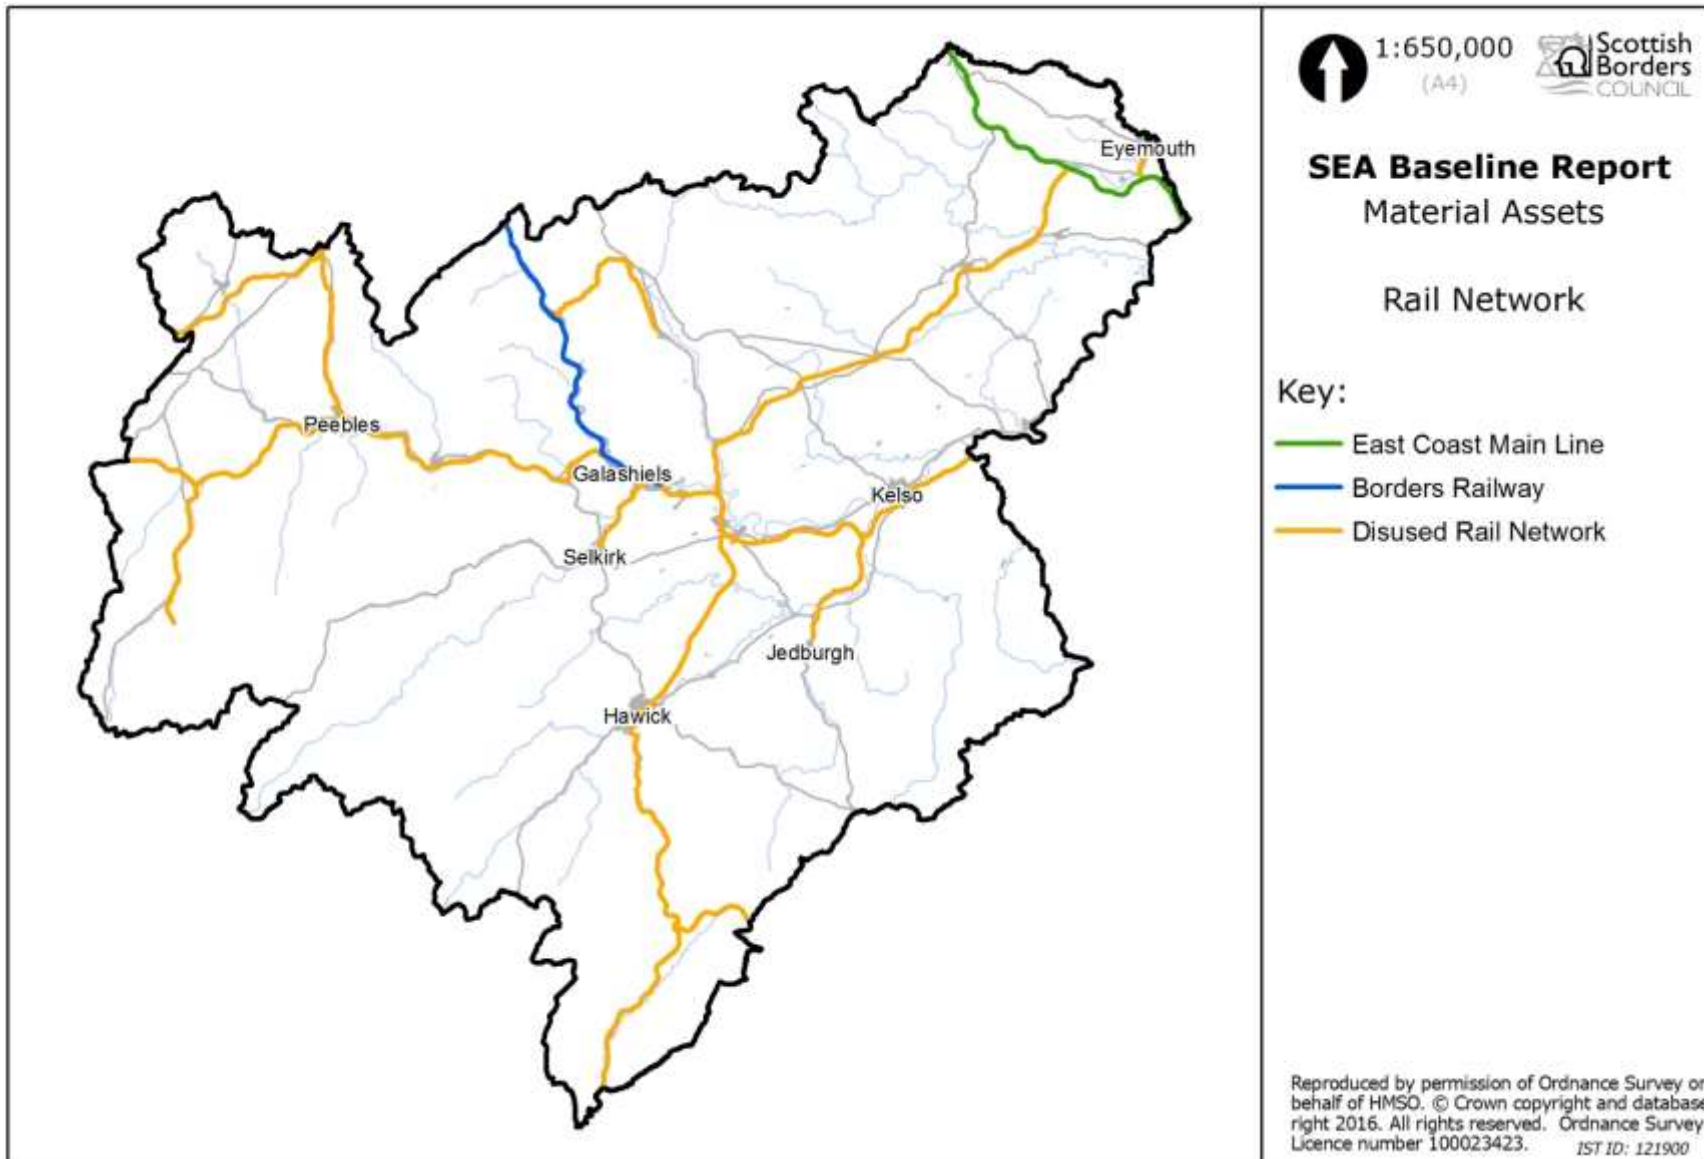 1:650,000
(A4)
Scottish
Borders
COUNCIL
SEA Baseline Report
Material Assets
Rail Network
Key:
East Coast Main Line
Borders Railway
Disused Rail Network
Eyemouth
Peebles
Galashiels
Kelso
Selkirk
Jedburgh
Hawick
Reproduced by permission of Ordnance Survey on
behalf of HMSO. © Crown copyright and database
right 2016. All rights reserved. Ordnance Survey
Licence number 100023423. IST ID: 121900